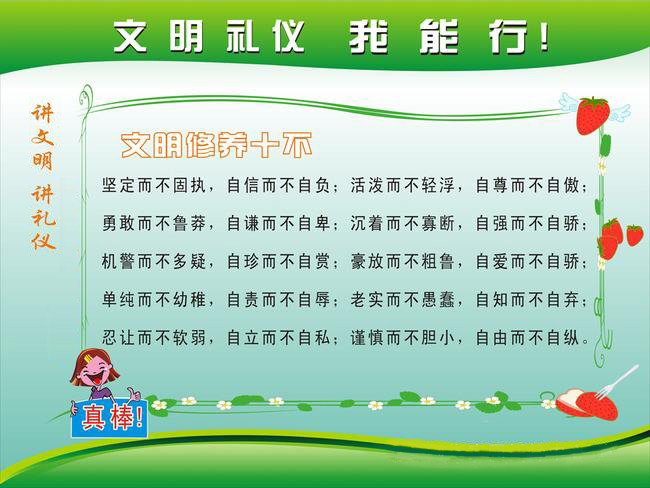 文明礼仪 我能行!
讲文明 讲礼仪
文明修养十不
坚定而不固执，自信而不自负；活泼而不轻浮，自尊而不自傲；
勇敢而不鲁莽，自谦而不自卑；沉着而不寡断，自强而不自骄；
机警而不多疑，自珍而不自赏；豪放而不粗鲁，自爱而不自骄；
单纯而不幼稚，自责而不自辱；老实而不愚蠢，自知而不自弃；
忍让而不软弱，自立而不自私；谨慎而不胆小，自由而不自纵。
真棒!